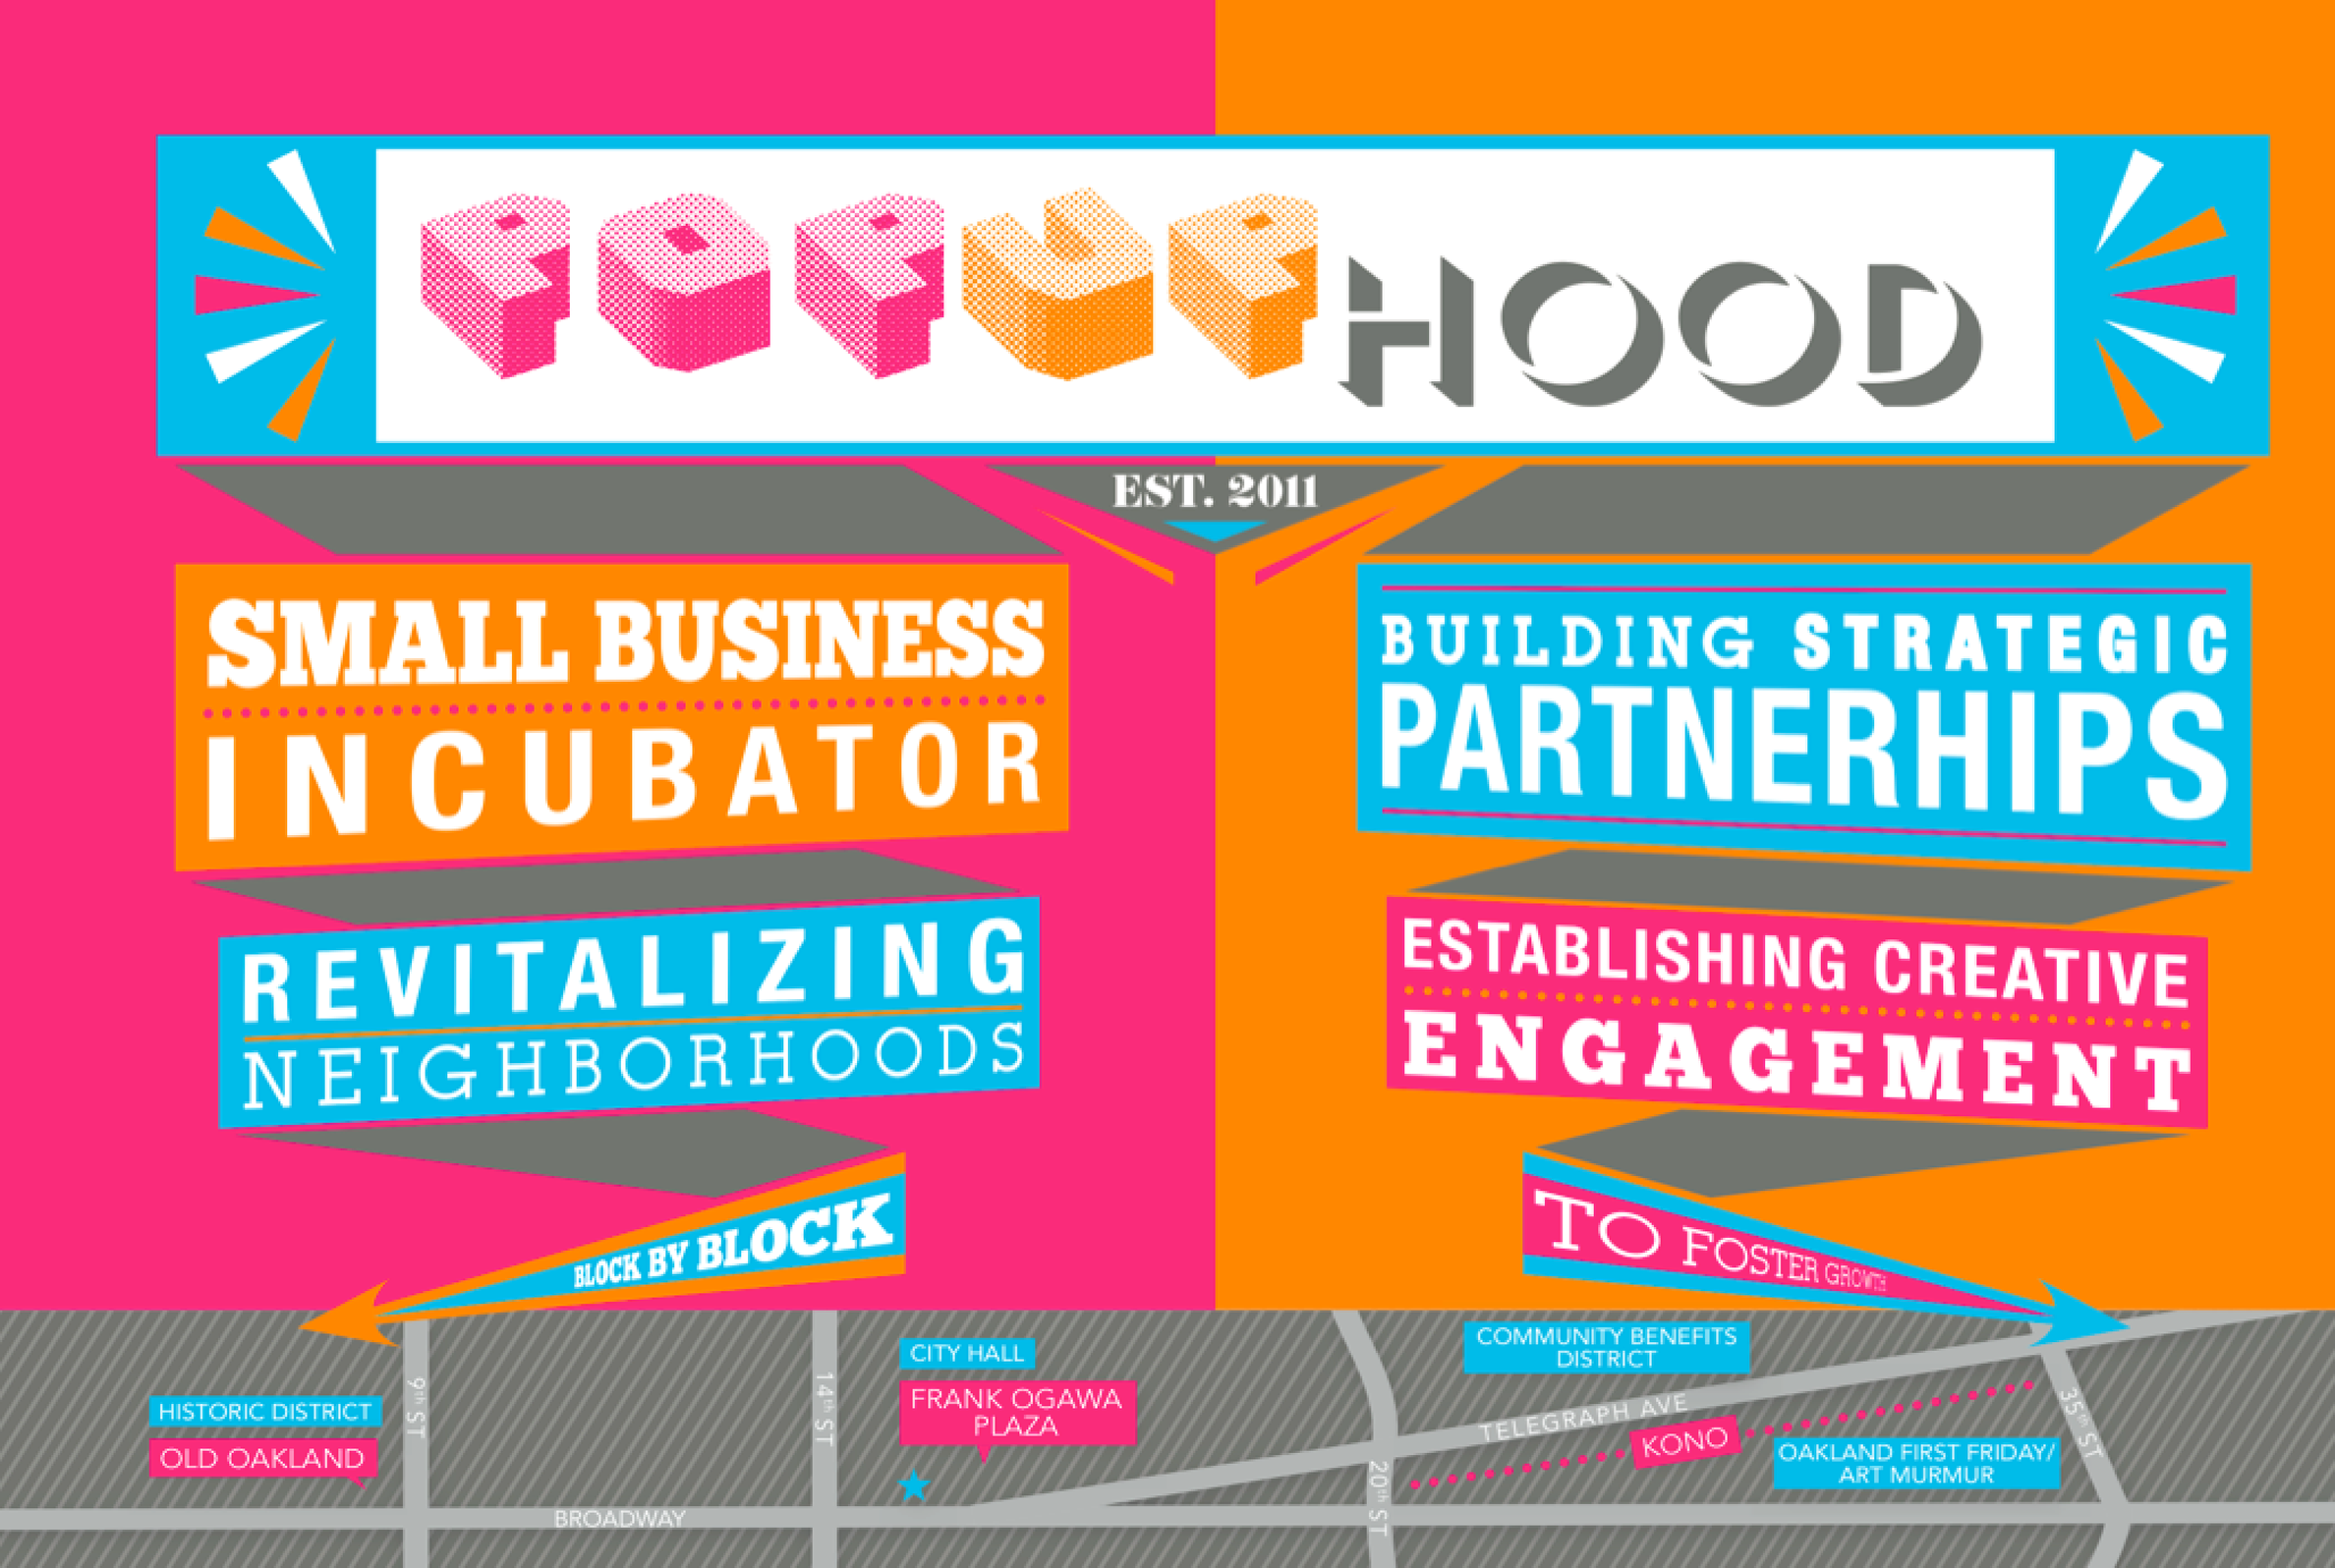 POPUPHOOD
EST. 2011
SMALL BUSINESS
INCUBATOR
REVITALIZING
NEIGHBORHOODS
BLOCK BY BLOCK
BUILDING STRATEGIC
PARTNERHIPS
ESTABLISHING CREATIVE
ENGAGEMENT
TO FOSTER GROWTH
HISTORIC DISTRICT
OLD OAKLAND
9th ST
BROADWAY
14th ST
CITY HALL
FRANK OGAWA
PLAZA
20th ST
COMMUNITY BENEFITS
DISTRICT
TELEGRAPH AVE
KONO
OAKLAND FIRST FRIDAY/
ART MURMUR
35th ST